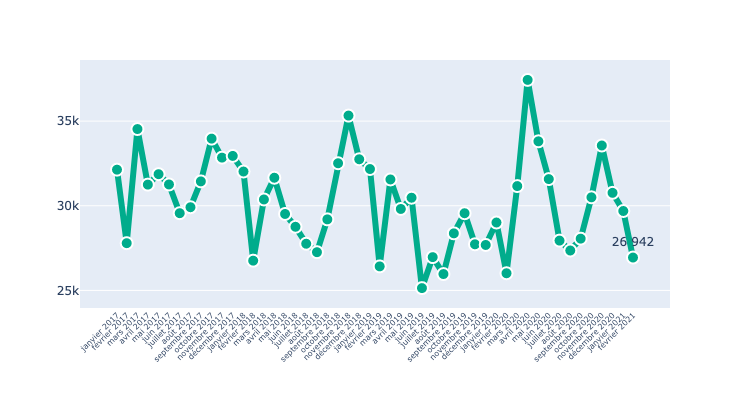 35k
30k
25k
26,942
janvier 2017
février 2017
mars 2017
avril 2017
mai 2017
juin 2017
juillet 2017
août 2017
septembre 2017
octobre 2017
novembre 2017
décembre 2017
janvier 2018
février 2018
mars 2018
avril 2018
mai 2018
juin 2018
juillet 2018
août 2018
septembre 2018
octobre 2018
novembre 2018
décembre 2018
janvier 2019
février 2019
mars 2019
avril 2019
mai 2019
juin 2019
juillet 2019
août 2019
septembre 2019
octobre 2019
novembre 2019
décembre 2019
janvier 2020
février 2020
mars 2020
avril 2020
mai 2020
juin 2020
juillet 2020
août 2020
septembre 2020
octobre 2020
novembre 2020
décembre 2020
janvier 2021
février 2021